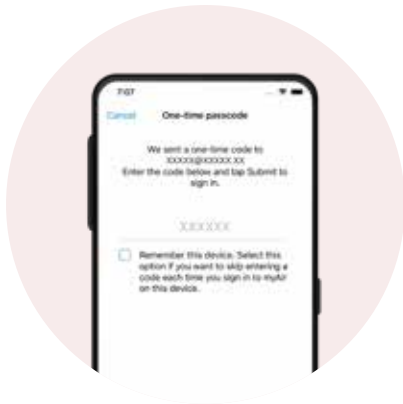 7:07
Cancel One-time passcode
We sent a one-time code to
XXXXX@XXXXX.XX
Enter the code below and tap Submit to
sign in.
XXXXXX
Remember this device. Select this
option if you want to skip entering a
code each time you sign in to myAir
on this device.